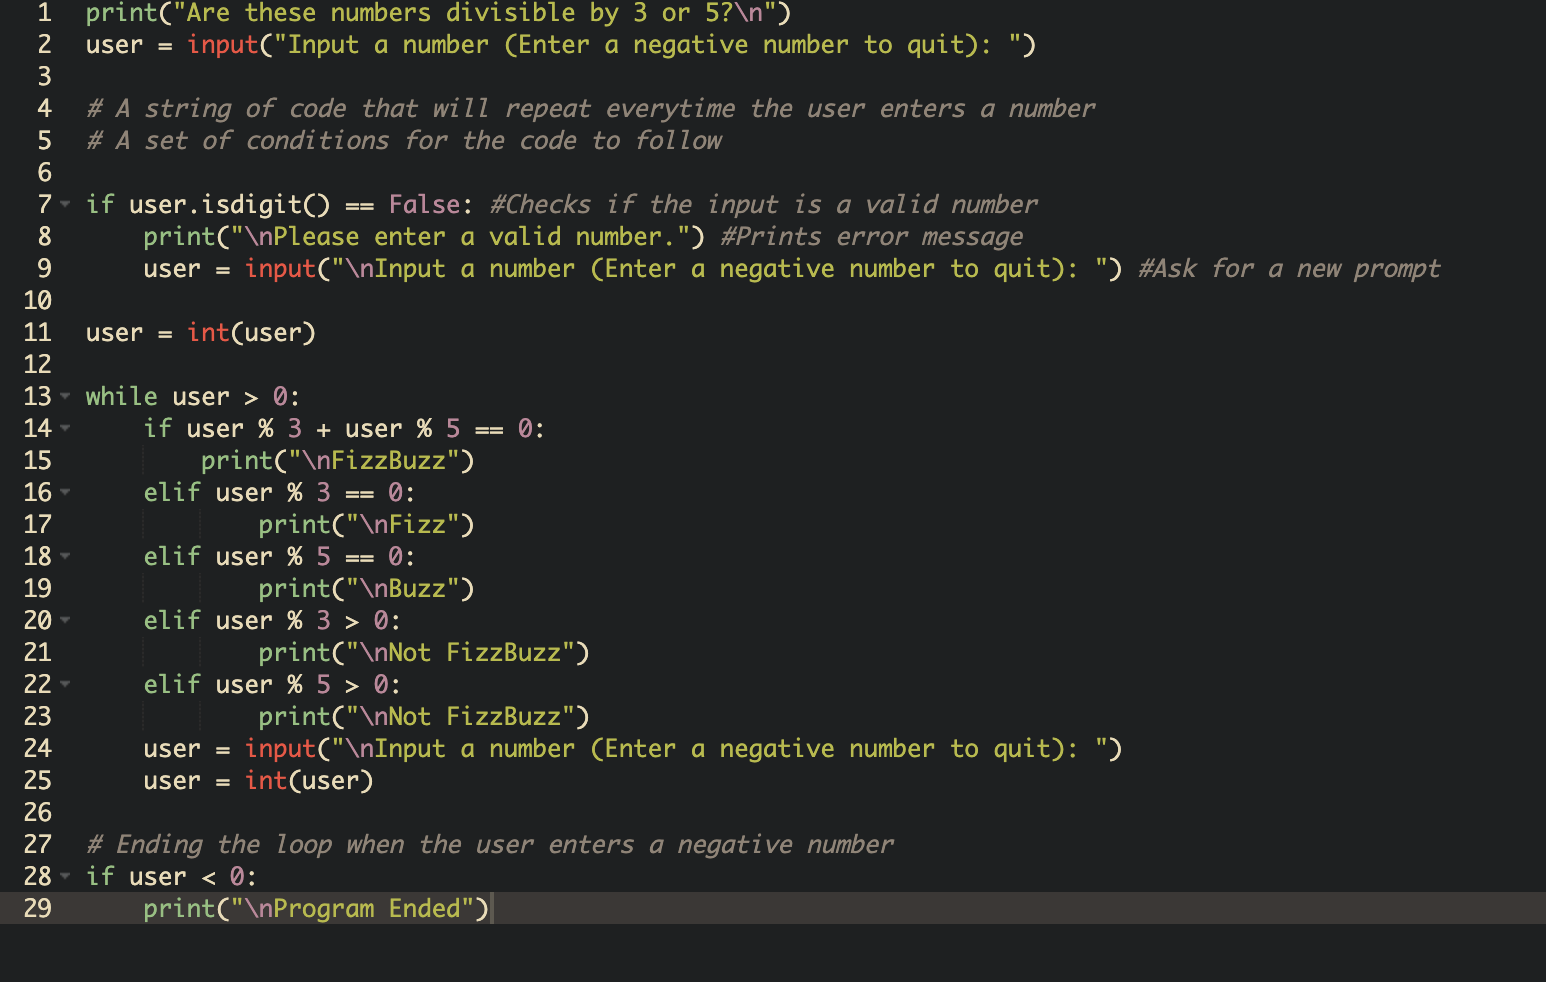 1 print("Are these numbers divisible by 3 or 5?\n")
2 user = input("Input a number (Enter a negative number to quit): ")
3
4 # A string of code that will repeat everytime the user enters a number
5 # A set of conditions for the code to follow
6
7 if user.isdigit() == False: #Checks if the input is a valid number
8     print("\nPlease enter a valid number.") #Prints error message
9     user = input("\nInput a number (Enter a negative number to quit): ") #Ask for a new prompt
10
11 user = int(user)
12
13 while user > 0:
14     if user % 3 + user % 5 == 0:
15         print("\nFizzBuzz")
16     elif user % 3 == 0:
17             print("\nFizz")
18     elif user % 5 == 0:
19             print("\nBuzz")
20     elif user % 3 > 0:
21             print("\nNot FizzBuzz")
22     elif user % 5 > 0:
23             print("\nNot FizzBuzz")
24     user = input("\nInput a number (Enter a negative number to quit): ")
25     user = int(user)
26
27 # Ending the loop when the user enters a negative number
28 if user < 0:
29     print("\nProgram Ended")